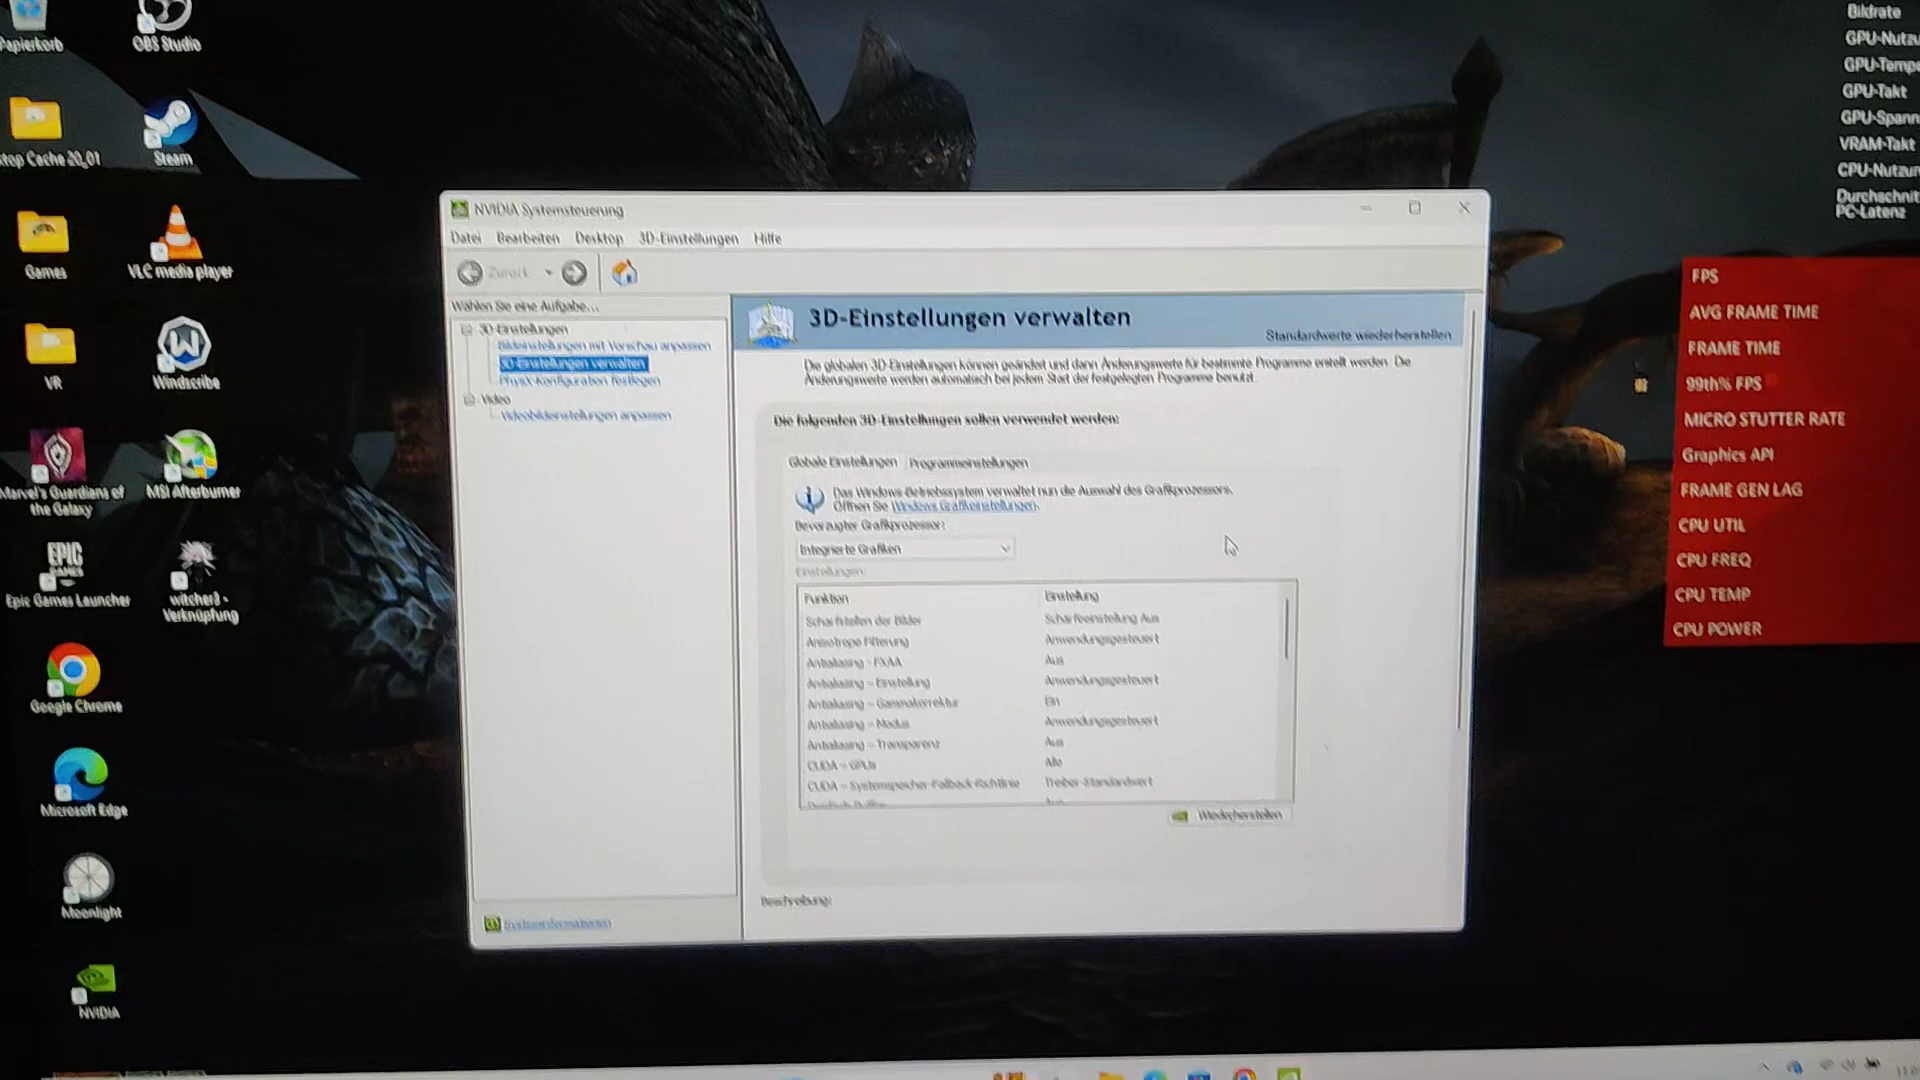 Papierkorb
OBS Studio
top Cache 20_01
Steam
Games
VLC media player
VR
Windscribe
Marvel's Guardians of
the Galaxy
MSI Afterburner
Epic Games Launcher
witcher3 -
Verknüpfung
Google Chrome
Microsoft Edge
Moonlight
NVIDIA
NVIDIA Systemsteuerung
Datei Bearbeiten Desktop 3D-Einstellungen Hilfe
Zurück
Wählen Sie eine Aufgabe...
3D-Einstellungen
Bildeinstellungen mit Vorschau anpassen
3D-Einstellungen verwalten
PhysX-Konfiguration festlegen
Video
Videobildeinstellungen anpassen
Systeminformationen
3D-Einstellungen verwalten
Standardwerte wiederherstellen
Die globalen 3D-Einstellungen können geändert und dann Änderungswerte für bestimmte Programme erstellt werden. Die
Änderungswerte werden automatisch bei jedem Start der festgelegten Programme benutzt.
Die folgenden 3D-Einstellungen sollen verwendet werden:
Globale Einstellungen Programmeinstellungen
Das Windows-Betriebssystem verwaltet nun die Auswahl des Grafikprozessors.
Öffnen Sie Windows Grafikeinstellungen.
Bevorzugter Grafikprozessor:
Integrierte Grafiken
Einstellungen:
Funktion Einstellung
Scharfstellen der Bilder Scharfeinstellung Aus
Anisotrope Filterung Anwendungsgesteuert
Antialiasing - FXAA Aus
Antialiasing – Einstellung Anwendungsgesteuert
Antialiasing – Gammakorrektur Ein
Antialiasing – Modus Anwendungsgesteuert
Antialiasing – Transparenz Aus
CUDA – GPUs Alle
CUDA – Systemspeicher-Fallback-Richtlinie Treiber-Standardwert
Wiederherstellen
Beschreibung:
Bildrate
GPU-Nutzu
GPU-Tempe
GPU-Takt
GPU-Spann
VRAM-Takt
CPU-Nutzun
Durchschnit
PC-Latenz
FPS
AVG FRAME TIME
FRAME TIME
99th% FPS
MICRO STUTTER RATE
Graphics API
FRAME GEN LAG
CPU UTIL
CPU FREQ
CPU TEMP
CPU POWER